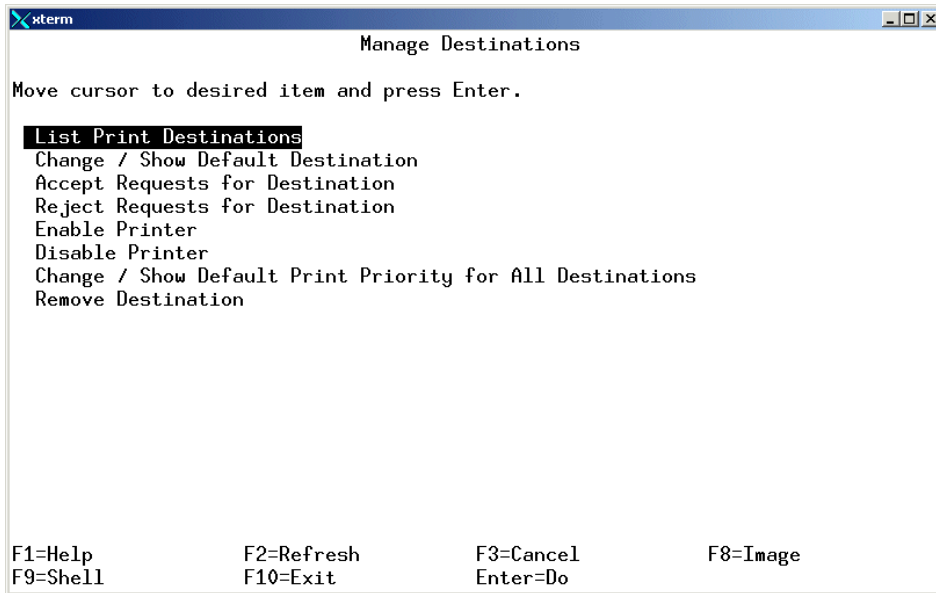 xterm
Manage Destinations
Move cursor to desired item and press Enter.
List Print Destinations
Change / Show Default Destination
Accept Requests for Destination
Reject Requests for Destination
Enable Printer
Disable Printer
Change / Show Default Print Priority for All Destinations
Remove Destination
F1=Help F2=Refresh F3=Cancel F8=Image
F9=Shell F10=Exit Enter=Do